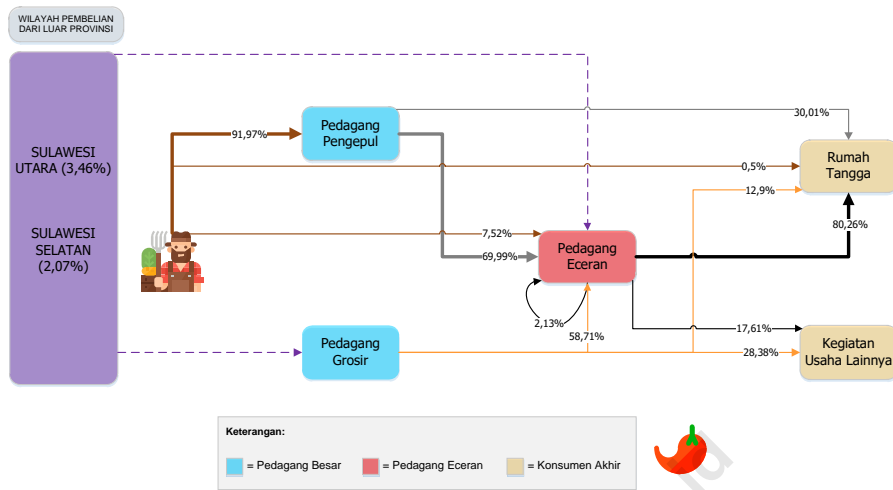 WILAYAH PEMBELIAN
DARI LUAR PROVINSI
SULAWESI
UTARA (3,46%)
SULAWESI
SELATAN
(2,07%)
91,97%
Pedagang
Pengepul
30,01%
Rumah
Tangga
0,5%
12,9%
7,52%
69,99%
Pedagang
Eceran
80,26%
2,13%
58,71%
17,61%
Pedagang
Grosir
28,38%
Kegiatan
Usaha Lainnya
Keterangan:
= Pedagang Besar
= Pedagang Eceran
= Konsumen Akhir
id